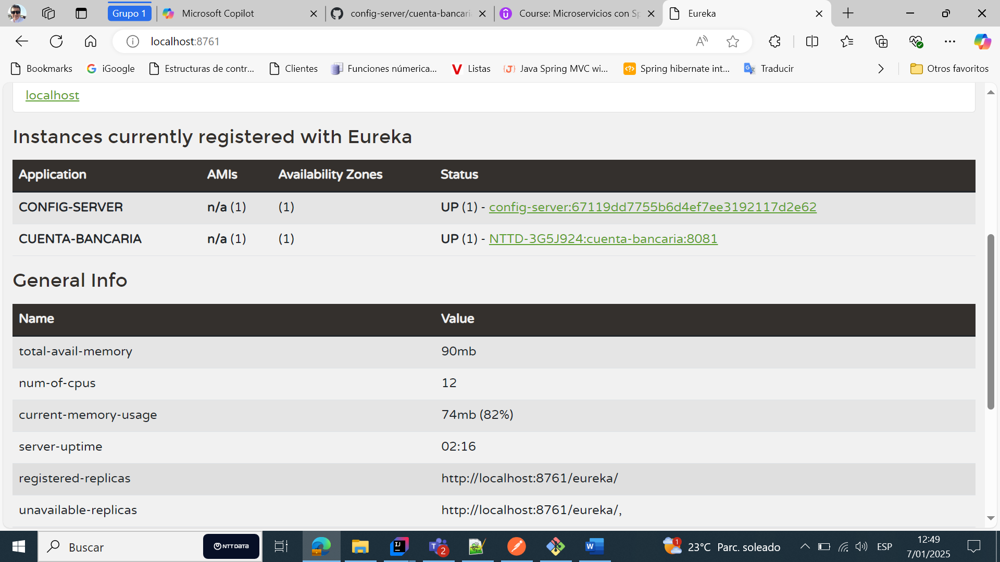 Grupo 1 Microsoft Copilot config-server/cuenta-bancari Course: Microservicios con Sp Eureka
localhost:8761
Bookmarks iGoogle Estructuras de contr... Clientes Funciones númerica... Listas Java Spring MVC wi... Spring hibernate int... Traducir Otros favoritos
localhost
Instances currently registered with Eureka
Application AMIs Availability Zones Status
CONFIG-SERVER n/a (1) (1) UP (1) - config-server:67119dd7755b6d4ef7ee3192117d2e62
CUENTA-BANCARIA n/a (1) (1) UP (1) - NTTD-3G5J924:cuenta-bancaria:8081
General Info
Name Value
total-avail-memory 90mb
num-of-cpus 12
current-memory-usage 74mb (82%)
server-uptime 02:16
registered-replicas http://localhost:8761/eureka/
unavailable-replicas http://localhost:8761/eureka/,
Buscar NTT DATA 2 1 23°C Parc. soleado ESP 12:49
7/01/2025